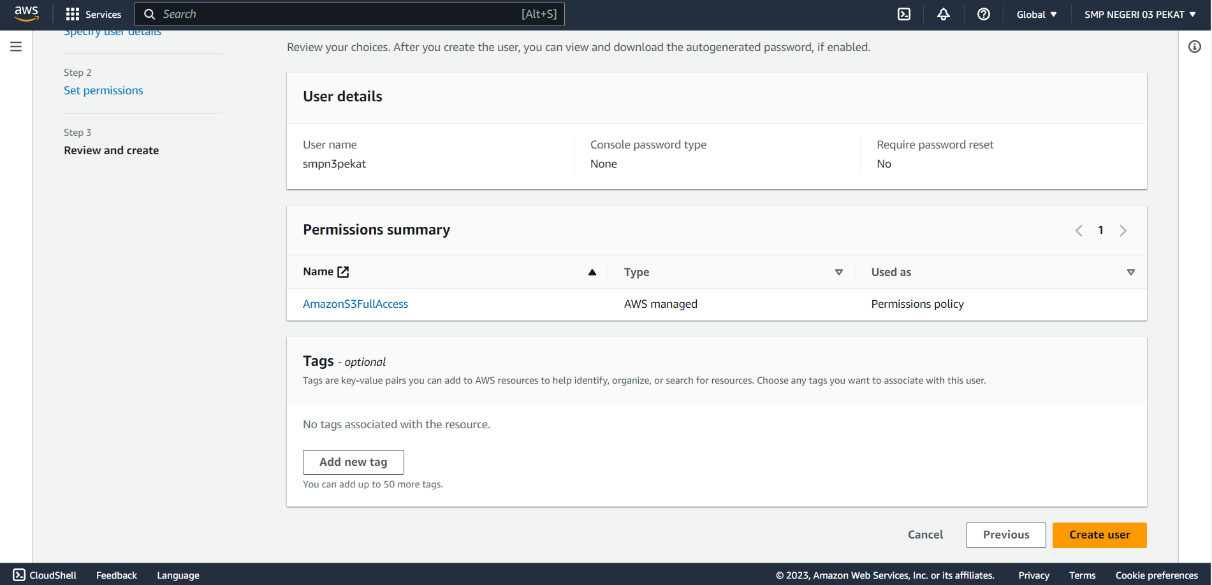 aws
Services
Search
[Alt+S]
Global
SMP NEGERI 03 PEKAT
Specify user details
Step 2
Set permissions
Step 3
Review and create
Review your choices. After you create the user, you can view and download the autogenerated password, if enabled.
User details
User name
smpn3pekat
Console password type
None
Require password reset
No
Permissions summary
1
Name
Type
Used as
AmazonS3FullAccess
AWS managed
Permissions policy
Tags - optional
Tags are key-value pairs you can add to AWS resources to help identify, organize, or search for resources. Choose any tags you want to associate with this user.
No tags associated with the resource.
Add new tag
You can add up to 50 more tags.
Cancel
Previous
Create user
CloudShell
Feedback
Language
© 2023, Amazon Web Services, Inc. or its affiliates.
Privacy
Terms
Cookie preferences